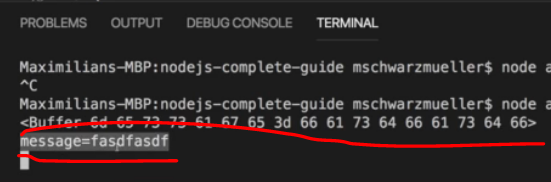 PROBLEMS OUTPUT DEBUG CONSOLE TERMINAL
Maximilians-MBP:nodejs-complete-guide mschwarzmueller$ node a
^C
Maximilians-MBP:nodejs-complete-guide mschwarzmueller$ node a
<Buffer 6d 65 73 73 61 67 65 3d 66 61 73 64 66 61 73 64 66>
message=fasdfasdf